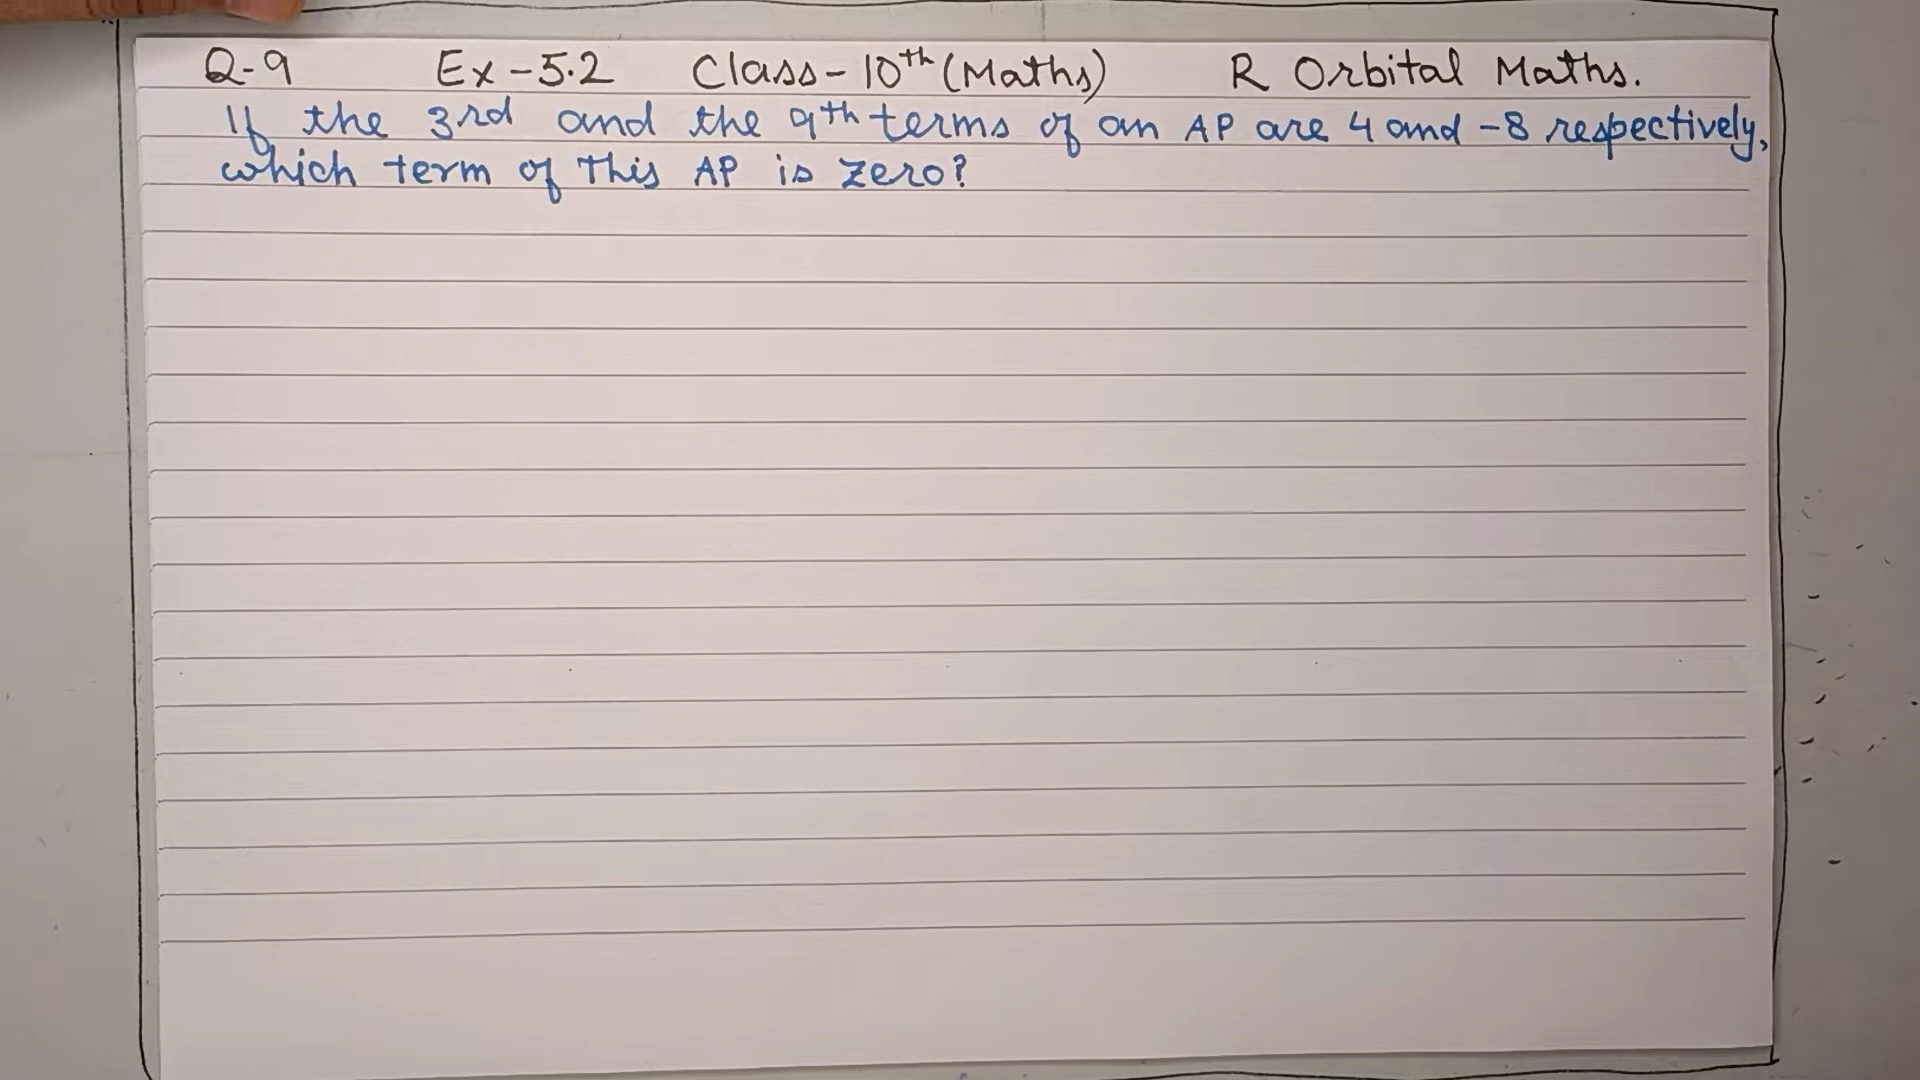 Q-9 Ex-5.2 Class-10th (Maths) R Orbital Maths.
If the 3rd and the 9th terms of an AP are 4 and -8 respectively,
which term of this AP is zero?